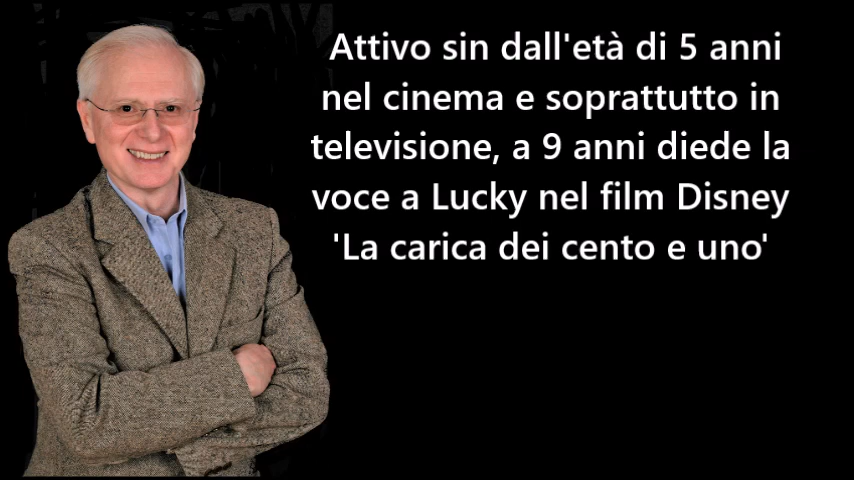 Attivo sin dall'età di 5 anni
nel cinema e soprattutto in
televisione, a 9 anni diede la
voce a Lucky nel film Disney
'La carica dei cento e uno'